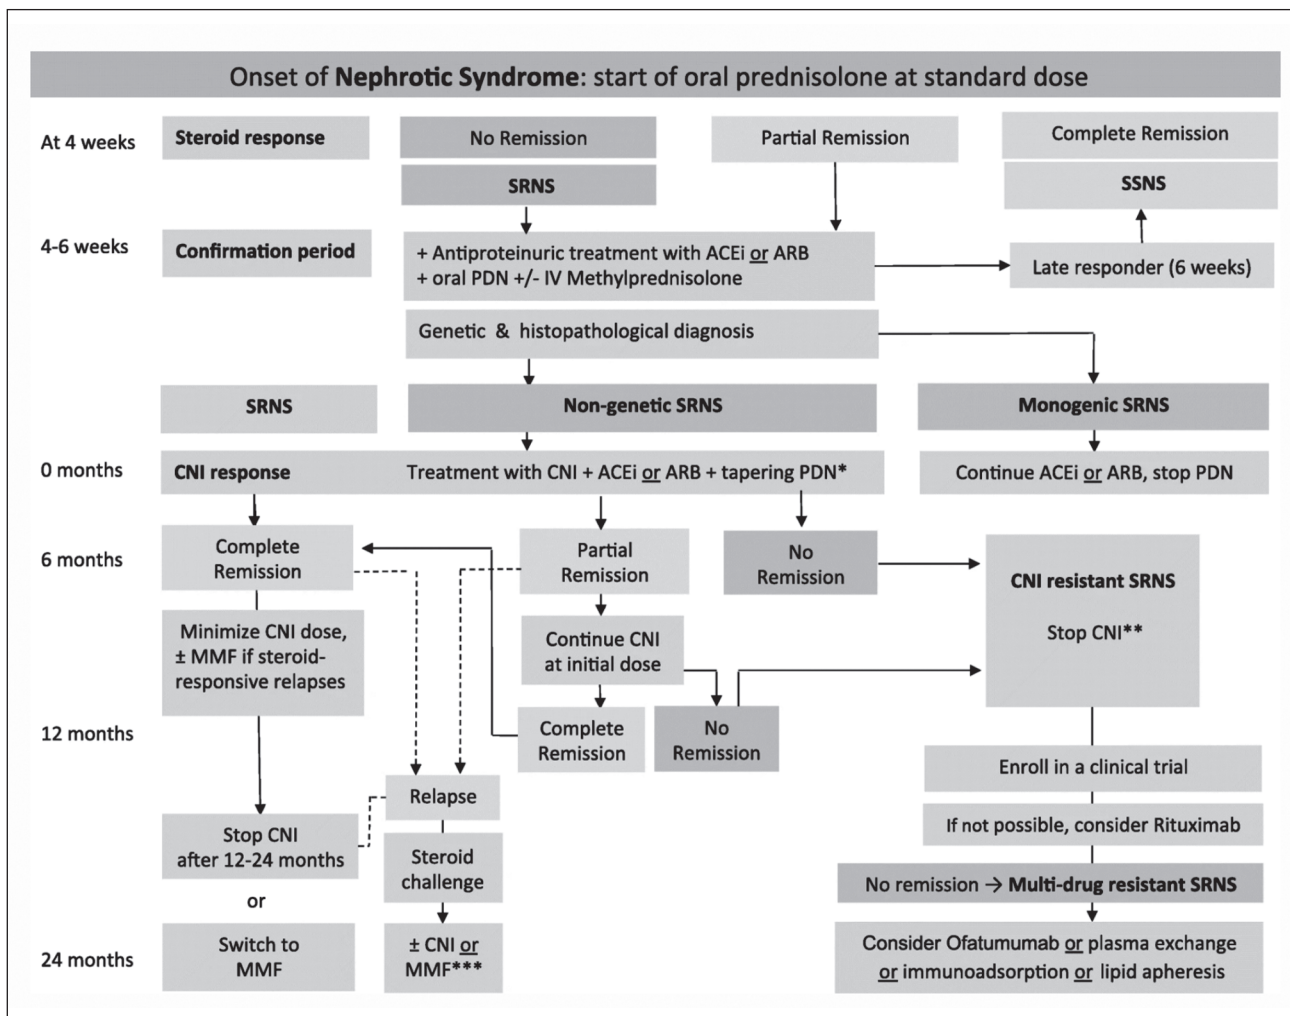 Onset of Nephrotic Syndrome: start of oral prednisolone at standard dose
At 4 weeks
Steroid response
No Remission
Partial Remission
Complete Remission
SRNS
SSNS
4-6 weeks
Confirmation period
+ Antiproteinuric treatment with ACEi or ARB
+ oral PDN +/- IV Methylprednisolone
Late responder (6 weeks)
Genetic & histopathological diagnosis
SRNS
Non-genetic SRNS
Monogenic SRNS
0 months
CNI response
Treatment with CNI + ACEi or ARB + tapering PDN*
Continue ACEi or ARB, stop PDN
6 months
Complete
Remission
Partial
Remission
No
Remission
CNI resistant SRNS
Stop CNI**
Minimize CNI dose,
± MMF if steroid-
responsive relapses
Continue CNI
at initial dose
12 months
Complete
Remission
No
Remission
Enroll in a clinical trial
Relapse
If not possible, consider Rituximab
Stop CNI
after 12-24 months
Steroid
challenge
No remission → Multi-drug resistant SRNS
or
24 months
Switch to
MMF
± CNI or
MMF***
Consider Ofatumumab or plasma exchange
or immunoadsorption or lipid apheresis